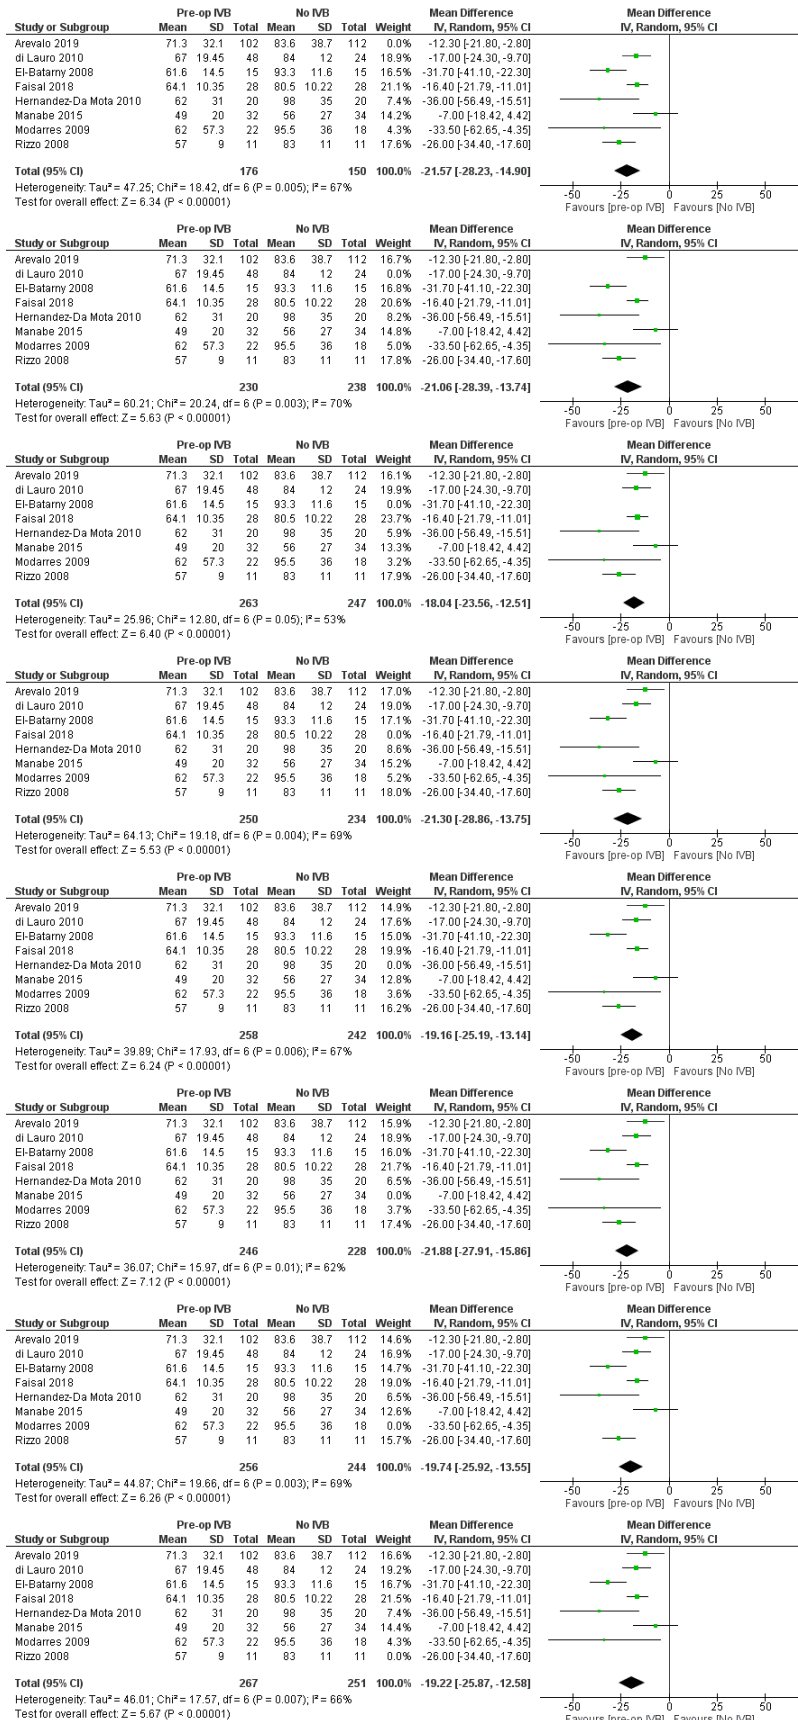 Pre-op IVB No IVB Mean Difference Mean Difference
Study or Subgroup Mean SD Total Mean SD Total Weight IV, Random, 95% CI IV, Random, 95% CI
Arevalo 2019 71.3 32.1 102 83.6 38.7 112 0.0% -12.30 [-21.80, -2.80]
di Lauro 2010 67 19.45 48 84 12 24 18.9% -17.00 [-24.30, -9.70]
El-Batarny 2008 61.6 14.5 15 93.3 11.6 15 16.5% -31.70 [-41.10, -22.30]
Faisal 2018 64.1 10.35 28 80.5 10.22 28 21.1% -16.40 [-21.79, -11.01]
Hernandez-Da Mota 2010 62 31 20 98 35 20 7.4% -36.00 [-56.49, -15.51]
Manabe 2015 49 20 32 56 27 34 14.2% -7.00 [-18.42, 4.42]
Modarres 2009 62 57.3 22 95.5 36 18 4.3% -33.50 [-62.65, -4.35]
Rizzo 2008 57 9 11 83 11 11 17.6% -26.00 [-34.40, -17.60]
Total (95% CI) 176 150 100.0% -21.57 [-28.23, -14.90]
Heterogeneity: Tau² = 47.25; Chi² = 18.42, df = 6 (P = 0.005); I² = 67%
Test for overall effect: Z = 6.34 (P < 0.00001)
-50 -25 0 25 50
Favours [pre-op IVB] Favours [No IVB]
Pre-op IVB No IVB Mean Difference Mean Difference
Study or Subgroup Mean SD Total Mean SD Total Weight IV, Random, 95% CI IV, Random, 95% CI
Arevalo 2019 71.3 32.1 102 83.6 38.7 112 16.7% -12.30 [-21.80, -2.80]
di Lauro 2010 67 19.45 48 84 12 24 0.0% -17.00 [-24.30, -9.70]
El-Batarny 2008 61.6 14.5 15 93.3 11.6 15 16.8% -31.70 [-41.10, -22.30]
Faisal 2018 64.1 10.35 28 80.5 10.22 28 20.6% -16.40 [-21.79, -11.01]
Hernandez-Da Mota 2010 62 31 20 98 35 20 8.2% -36.00 [-56.49, -15.51]
Manabe 2015 49 20 32 56 27 34 14.8% -7.00 [-18.42, 4.42]
Modarres 2009 62 57.3 22 95.5 36 18 5.0% -33.50 [-62.65, -4.35]
Rizzo 2008 57 9 11 83 11 11 17.8% -26.00 [-34.40, -17.60]
Total (95% CI) 230 238 100.0% -21.06 [-28.39, -13.74]
Heterogeneity: Tau² = 60.21; Chi² = 20.24, df = 6 (P = 0.003); I² = 70%
Test for overall effect: Z = 5.63 (P < 0.00001)
-50 -25 0 25 50
Favours [pre-op IVB] Favours [No IVB]
Pre-op IVB No IVB Mean Difference Mean Difference
Study or Subgroup Mean SD Total Mean SD Total Weight IV, Random, 95% CI IV, Random, 95% CI
Arevalo 2019 71.3 32.1 102 83.6 38.7 112 16.1% -12.30 [-21.80, -2.80]
di Lauro 2010 67 19.45 48 84 12 24 19.9% -17.00 [-24.30, -9.70]
El-Batarny 2008 61.6 14.5 15 93.3 11.6 15 0.0% -31.70 [-41.10, -22.30]
Faisal 2018 64.1 10.35 28 80.5 10.22 28 23.7% -16.40 [-21.79, -11.01]
Hernandez-Da Mota 2010 62 31 20 98 35 20 5.9% -36.00 [-56.49, -15.51]
Manabe 2015 49 20 32 56 27 34 13.3% -7.00 [-18.42, 4.42]
Modarres 2009 62 57.3 22 95.5 36 18 3.2% -33.50 [-62.65, -4.35]
Rizzo 2008 57 9 11 83 11 11 17.9% -26.00 [-34.40, -17.60]
Total (95% CI) 263 247 100.0% -18.04 [-23.56, -12.51]
Heterogeneity: Tau² = 25.96; Chi² = 12.80, df = 6 (P = 0.05); I² = 53%
Test for overall effect: Z = 6.40 (P < 0.00001)
-50 -25 0 25 50
Favours [pre-op IVB] Favours [No IVB]
Pre-op IVB No IVB Mean Difference Mean Difference
Study or Subgroup Mean SD Total Mean SD Total Weight IV, Random, 95% CI IV, Random, 95% CI
Arevalo 2019 71.3 32.1 102 83.6 38.7 112 17.0% -12.30 [-21.80, -2.80]
di Lauro 2010 67 19.45 48 84 12 24 19.0% -17.00 [-24.30, -9.70]
El-Batarny 2008 61.6 14.5 15 93.3 11.6 15 17.1% -31.70 [-41.10, -22.30]
Faisal 2018 64.1 10.35 28 80.5 10.22 28 0.0% -16.40 [-21.79, -11.01]
Hernandez-Da Mota 2010 62 31 20 98 35 20 8.6% -36.00 [-56.49, -15.51]
Manabe 2015 49 20 32 56 27 34 15.2% -7.00 [-18.42, 4.42]
Modarres 2009 62 57.3 22 95.5 36 18 5.2% -33.50 [-62.65, -4.35]
Rizzo 2008 57 9 11 83 11 11 18.0% -26.00 [-34.40, -17.60]
Total (95% CI) 250 234 100.0% -21.30 [-28.86, -13.75]
Heterogeneity: Tau² = 64.13; Chi² = 19.18, df = 6 (P = 0.004); I² = 69%
Test for overall effect: Z = 5.53 (P < 0.00001)
-50 -25 0 25 50
Favours [pre-op IVB] Favours [No IVB]
Pre-op IVB No IVB Mean Difference Mean Difference
Study or Subgroup Mean SD Total Mean SD Total Weight IV, Random, 95% CI IV, Random, 95% CI
Arevalo 2019 71.3 32.1 102 83.6 38.7 112 14.9% -12.30 [-21.80, -2.80]
di Lauro 2010 67 19.45 48 84 12 24 17.6% -17.00 [-24.30, -9.70]
El-Batarny 2008 61.6 14.5 15 93.3 11.6 15 15.0% -31.70 [-41.10, -22.30]
Faisal 2018 64.1 10.35 28 80.5 10.22 28 19.9% -16.40 [-21.79, -11.01]
Hernandez-Da Mota 2010 62 31 20 98 35 20 0.0% -36.00 [-56.49, -15.51]
Manabe 2015 49 20 32 56 27 34 12.8% -7.00 [-18.42, 4.42]
Modarres 2009 62 57.3 22 95.5 36 18 3.6% -33.50 [-62.65, -4.35]
Rizzo 2008 57 9 11 83 11 11 16.2% -26.00 [-34.40, -17.60]
Total (95% CI) 258 242 100.0% -19.16 [-25.19, -13.14]
Heterogeneity: Tau² = 39.89; Chi² = 17.93, df = 6 (P = 0.006); I² = 67%
Test for overall effect: Z = 6.24 (P < 0.00001)
-50 -25 0 25 50
Favours [pre-op IVB] Favours [No IVB]
Pre-op IVB No IVB Mean Difference Mean Difference
Study or Subgroup Mean SD Total Mean SD Total Weight IV, Random, 95% CI IV, Random, 95% CI
Arevalo 2019 71.3 32.1 102 83.6 38.7 112 15.9% -12.30 [-21.80, -2.80]
di Lauro 2010 67 19.45 48 84 12 24 18.9% -17.00 [-24.30, -9.70]
El-Batarny 2008 61.6 14.5 15 93.3 11.6 15 16.0% -31.70 [-41.10, -22.30]
Faisal 2018 64.1 10.35 28 80.5 10.22 28 21.7% -16.40 [-21.79, -11.01]
Hernandez-Da Mota 2010 62 31 20 98 35 20 6.5% -36.00 [-56.49, -15.51]
Manabe 2015 49 20 32 56 27 34 0.0% -7.00 [-18.42, 4.42]
Modarres 2009 62 57.3 22 95.5 36 18 3.7% -33.50 [-62.65, -4.35]
Rizzo 2008 57 9 11 83 11 11 17.4% -26.00 [-34.40, -17.60]
Total (95% CI) 246 228 100.0% -21.88 [-27.91, -15.86]
Heterogeneity: Tau² = 36.07; Chi² = 15.97, df = 6 (P = 0.01); I² = 62%
Test for overall effect: Z = 7.12 (P < 0.00001)
-50 -25 0 25 50
Favours [pre-op IVB] Favours [No IVB]
Pre-op IVB No IVB Mean Difference Mean Difference
Study or Subgroup Mean SD Total Mean SD Total Weight IV, Random, 95% CI IV, Random, 95% CI
Arevalo 2019 71.3 32.1 102 83.6 38.7 112 14.6% -12.30 [-21.80, -2.80]
di Lauro 2010 67 19.45 48 84 12 24 17.0% -17.00 [-24.30, -9.70]
El-Batarny 2008 61.6 14.5 15 93.3 11.6 15 14.7% -31.70 [-41.10, -22.30]
Faisal 2018 64.1 10.35 28 80.5 10.22 28 19.0% -16.40 [-21.79, -11.01]
Hernandez-Da Mota 2010 62 31 20 98 35 20 6.5% -36.00 [-56.49, -15.51]
Manabe 2015 49 20 32 56 27 34 12.6% -7.00 [-18.42, 4.42]
Modarres 2009 62 57.3 22 95.5 36 18 0.0% -33.50 [-62.65, -4.35]
Rizzo 2008 57 9 11 83 11 11 15.7% -26.00 [-34.40, -17.60]
Total (95% CI) 256 244 100.0% -19.74 [-25.92, -13.55]
Heterogeneity: Tau² = 44.87; Chi² = 19.66, df = 6 (P = 0.003); I² = 69%
Test for overall effect: Z = 6.26 (P < 0.00001)
-50 -25 0 25 50
Favours [pre-op IVB] Favours [No IVB]
Pre-op IVB No IVB Mean Difference Mean Difference
Study or Subgroup Mean SD Total Mean SD Total Weight IV, Random, 95% CI IV, Random, 95% CI
Arevalo 2019 71.3 32.1 102 83.6 38.7 112 16.6% -12.30 [-21.80, -2.80]
di Lauro 2010 67 19.45 48 84 12 24 19.2% -17.00 [-24.30, -9.70]
El-Batarny 2008 61.6 14.5 15 93.3 11.6 15 16.7% -31.70 [-41.10, -22.30]
Faisal 2018 64.1 10.35 28 80.5 10.22 28 21.4% -16.40 [-21.79, -11.01]
Hernandez-Da Mota 2010 62 31 20 98 35 20 7.4% -36.00 [-56.49, -15.51]
Manabe 2015 49 20 32 56 27 34 14.4% -7.00 [-18.42, 4.42]
Modarres 2009 62 57.3 22 95.5 36 18 4.3% -33.50 [-62.65, -4.35]
Rizzo 2008 57 9 11 83 11 11 0.0% -26.00 [-34.40, -17.60]
Total (95% CI) 267 251 100.0% -19.22 [-25.87, -12.58]
Heterogeneity: Tau² = 46.01; Chi² = 17.57, df = 6 (P = 0.007); I² = 66%
Test for overall effect: Z = 5.67 (P < 0.00001)
-50 -25 0 25 50
Favours [pre-op IVB] Favours [No IVB]